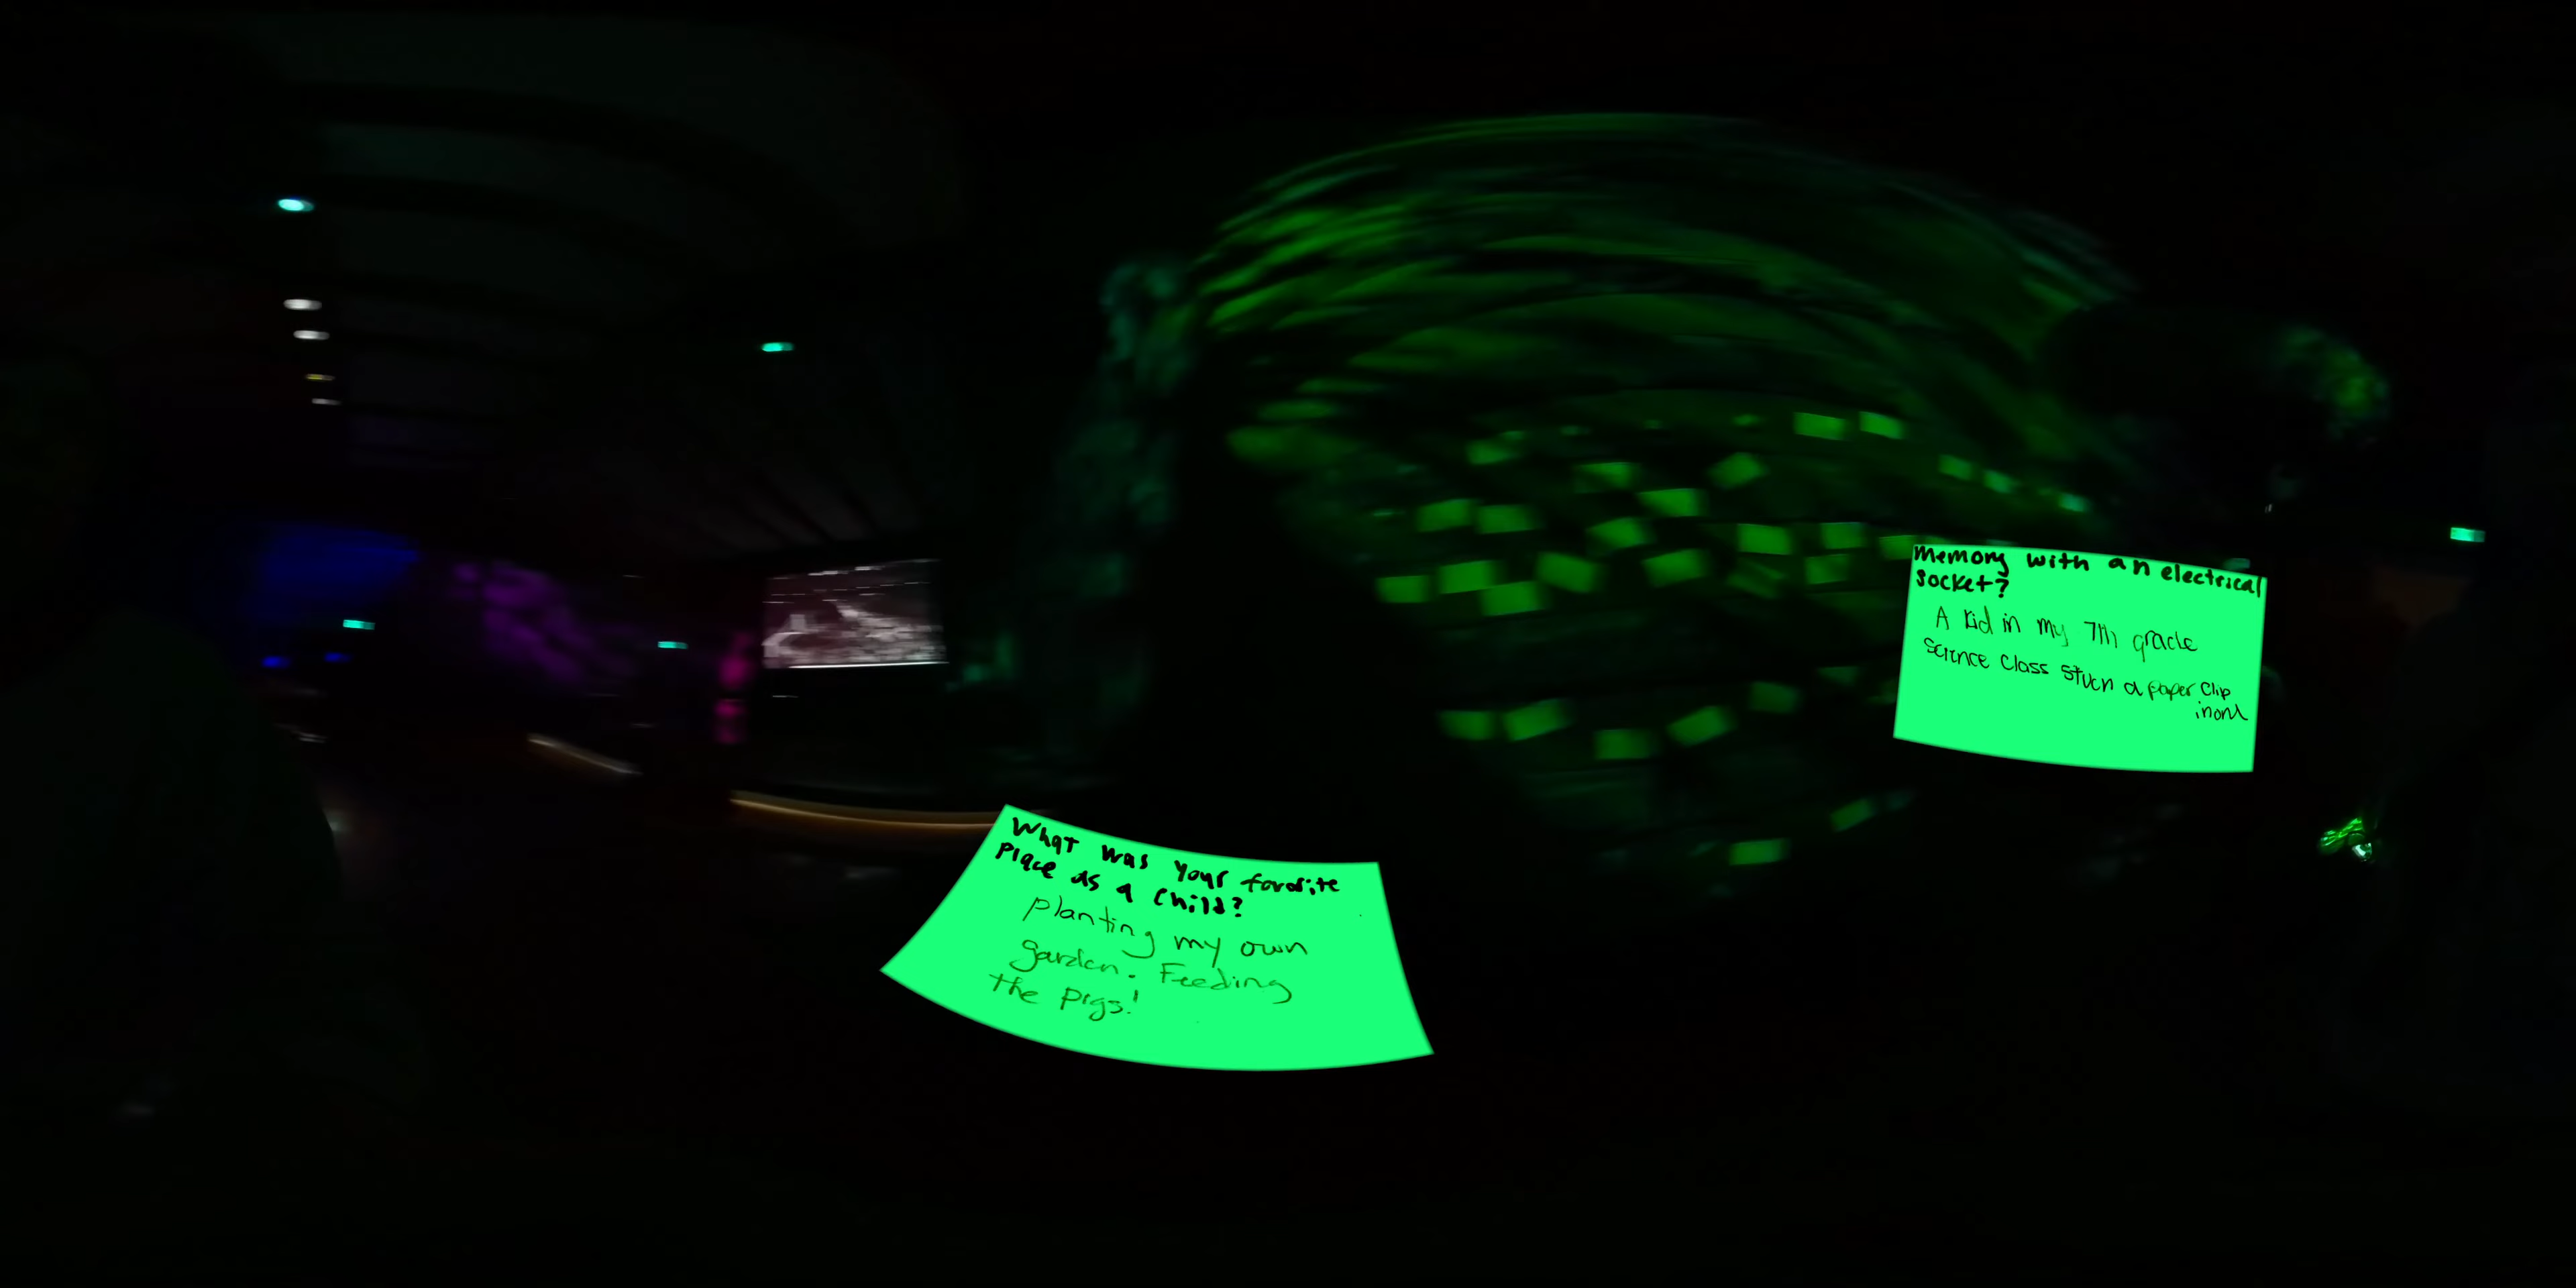 What was your favorite
place as a child?
planting my own
garden. Feeding
the pigs!
Memory with an electrical
socket?
A kid in my 7th grade
science class stuck a paper clip
in one